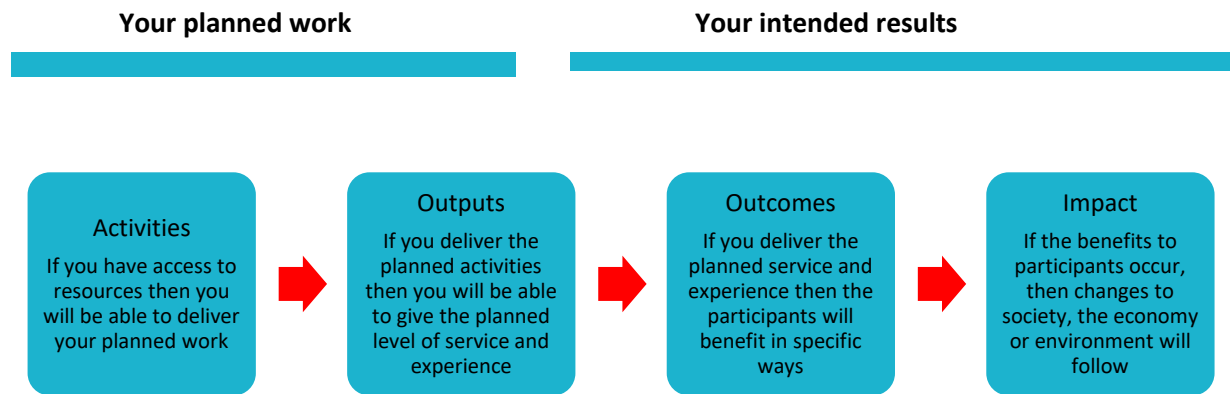 Your planned work
Your intended results
Activities
If you have access to
resources then you
will be able to deliver
your planned work
Outputs
If you deliver the
planned activities
then you will be able
to give the planned
level of service and
experience
Outcomes
If you deliver the
planned service and
experience then the
participants will
benefit in specific
ways
Impact
If the benefits to
participants occur,
then changes to
society, the economy
or environment will
follow